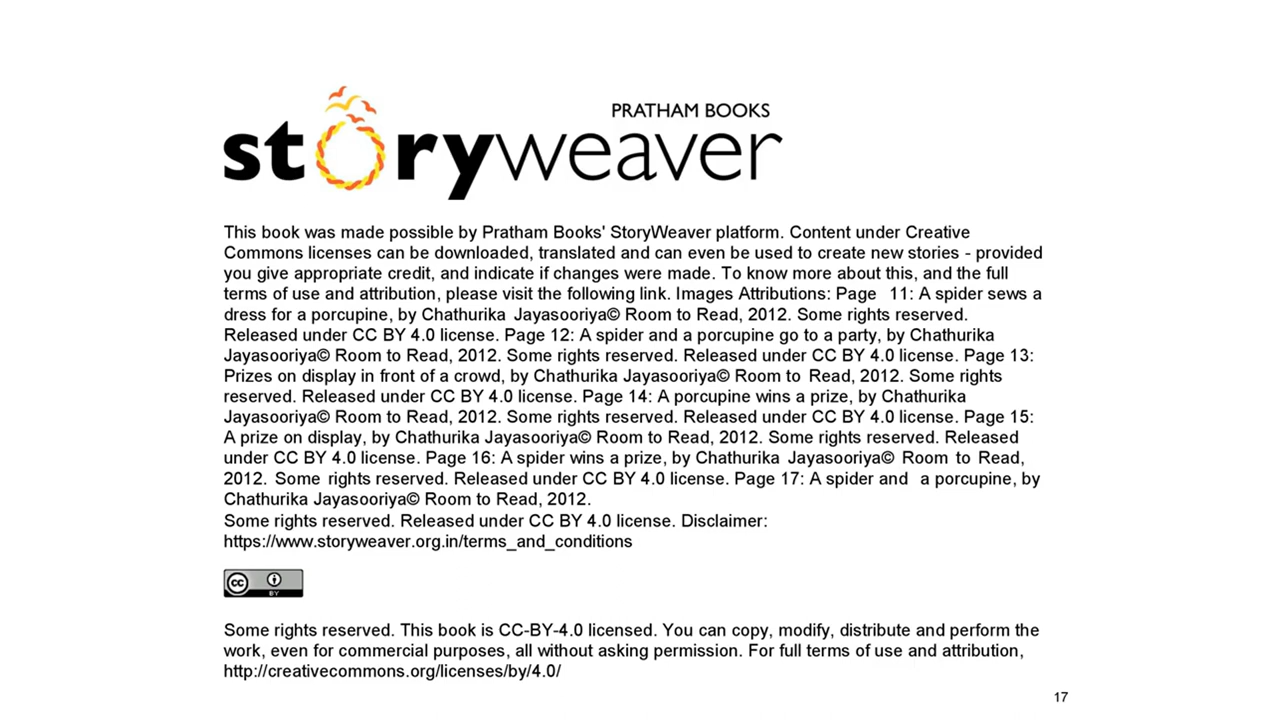 PRATHAM BOOKS
storyweaver
This book was made possible by Pratham Books' StoryWeaver platform. Content under Creative
Commons licenses can be downloaded, translated and can even be used to create new stories - provided
you give appropriate credit, and indicate if changes were made. To know more about this, and the full
terms of use and attribution, please visit the following link. Images Attributions: Page 11: A spider sews a
dress for a porcupine, by Chathurika Jayasooriya© Room to Read, 2012. Some rights reserved.
Released under CC BY 4.0 license. Page 12: A spider and a porcupine go to a party, by Chathurika
Jayasooriya© Room to Read, 2012. Some rights reserved. Released under CC BY 4.0 license. Page 13:
Prizes on display in front of a crowd, by Chathurika Jayasooriya© Room to Read, 2012. Some rights
reserved. Released under CC BY 4.0 license. Page 14: A porcupine wins a prize, by Chathurika
Jayasooriya© Room to Read, 2012. Some rights reserved. Released under CC BY 4.0 license. Page 15:
A prize on display, by Chathurika Jayasooriya© Room to Read, 2012. Some rights reserved. Released
under CC BY 4.0 license. Page 16: A spider wins a prize, by Chathurika Jayasooriya© Room to Read,
2012. Some rights reserved. Released under CC BY 4.0 license. Page 17: A spider and a porcupine, by
Chathurika Jayasooriya© Room to Read, 2012.
Some rights reserved. Released under CC BY 4.0 license. Disclaimer:
https://www.storyweaver.org.in/terms_and_conditions
cc BY
Some rights reserved. This book is CC-BY-4.0 licensed. You can copy, modify, distribute and perform the
work, even for commercial purposes, all without asking permission. For full terms of use and attribution,
http://creativecommons.org/licenses/by/4.0/
17